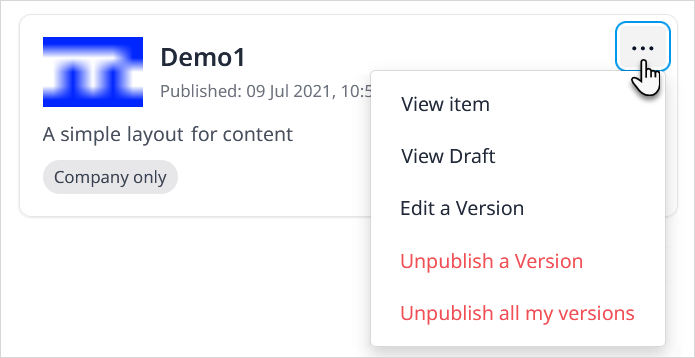 Demo1
Published: 09 Jul 2021, 10:5
A simple layout for content
Company only
View item
View Draft
Edit a Version
Unpublish a Version
Unpublish all my versions